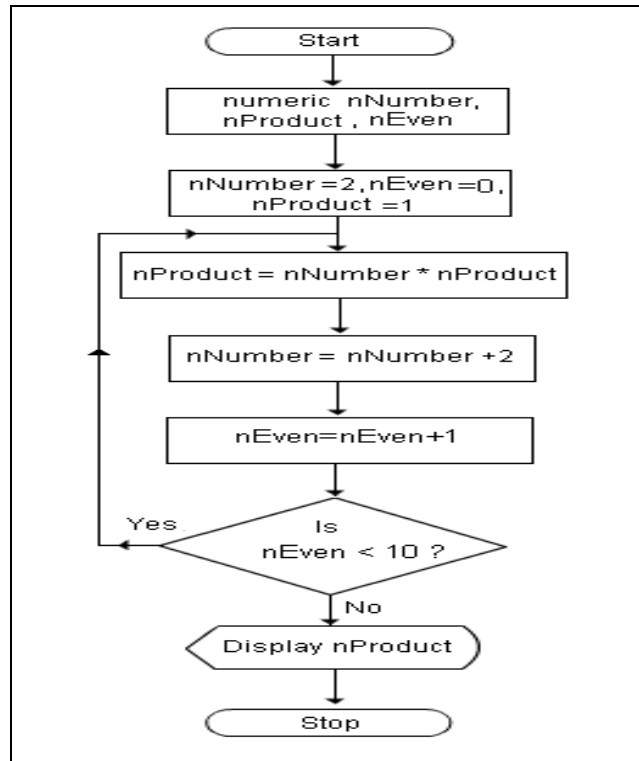 Start
numeric nNumber,
nProduct , nEven
nNumber =2, nEven =0,
nProduct =1
nProduct = nNumber * nProduct
nNumber = nNumber +2
nEven=nEven+1
Is
nEven < 10 ?
Yes
No
Display nProduct
Stop